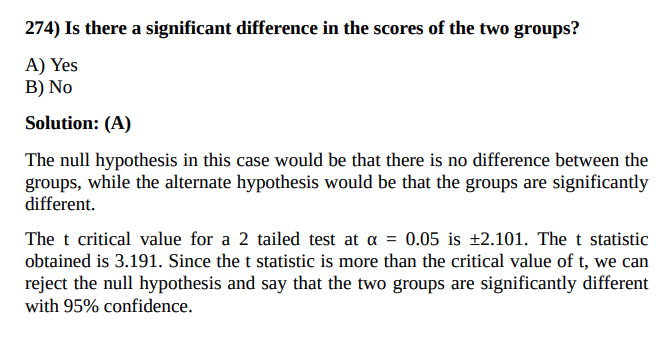 274) Is there a significant difference in the scores of the two groups?
A) Yes
B) No
Solution: (A)
The null hypothesis in this case would be that there is no difference between the
groups, while the alternate hypothesis would be that the groups are significantly
different.
The t critical value for a 2 tailed test at α = 0.05 is ±2.101. The t statistic
obtained is 3.191. Since the t statistic is more than the critical value of t, we can
reject the null hypothesis and say that the two groups are significantly different
with 95% confidence.